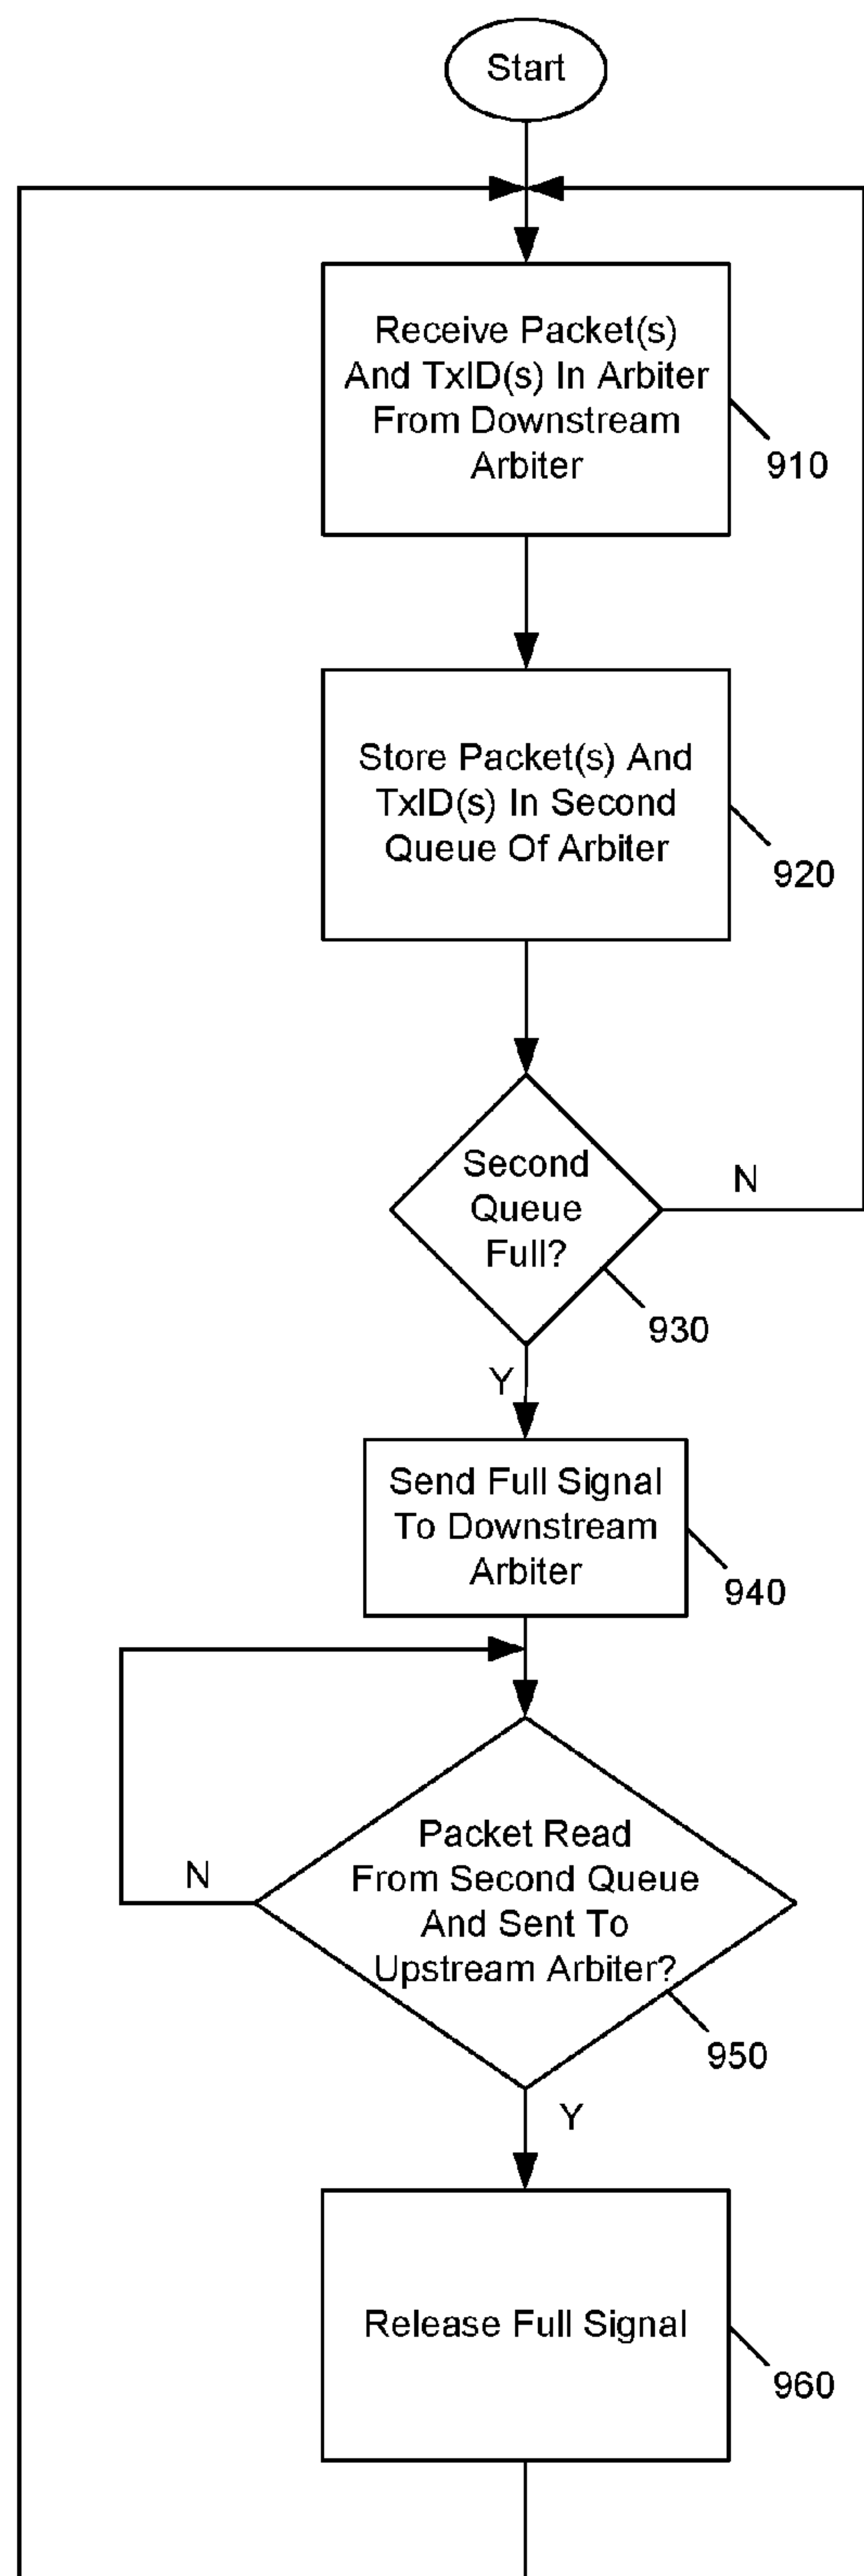 Start
Receive Packet(s)
And TxID(s) In Arbiter
From Downstream
Arbiter
910
Store Packet(s) And
TxID(s) In Second
Queue Of Arbiter
920
Second
Queue
Full?
N
930
Y
Send Full Signal
To Downstream
Arbiter
940
Packet Read
From Second Queue
And Sent To
Upstream Arbiter?
N
950
Y
Release Full Signal
960